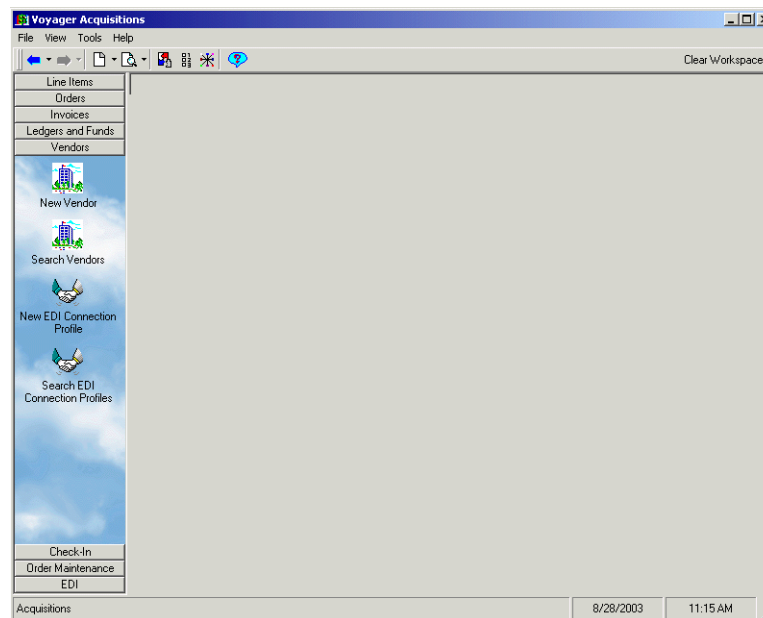 Voyager Acquisitions
File View Tools Help
Clear Workspace
Line Items
Orders
Invoices
Ledgers and Funds
Vendors
New Vendor
Search Vendors
New EDI Connection
Profile
Search EDI
Connection Profiles
Check-In
Order Maintenance
EDI
Acquisitions 8/28/2003 11:15 AM